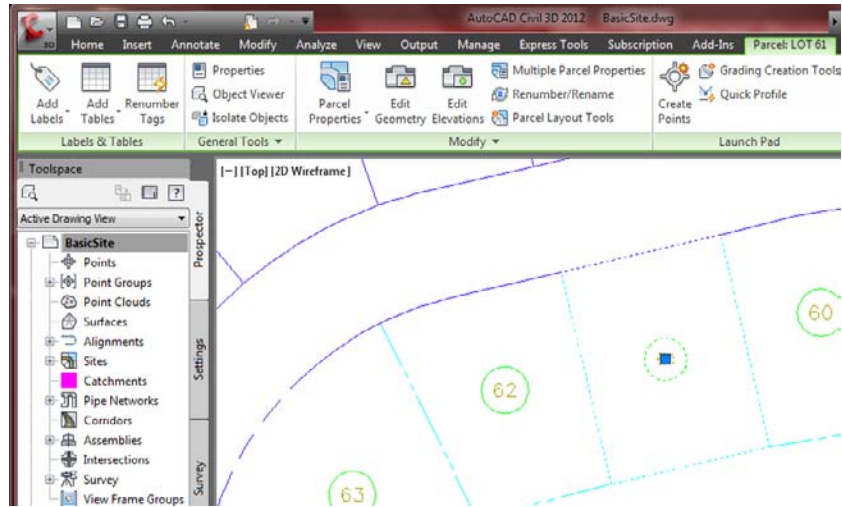 AutoCAD Civil 3D 2012 BasicSite.dwg
3D Home Insert Annotate Modify Analyze View Output Manage Express Tools Subscription Add-Ins Parcel: LOT 61
Properties Multiple Parcel Properties Grading Creation Tools
Object Viewer Renumber/Rename Quick Profile
Isolate Objects Parcel Layout Tools
Add Add Renumber Parcel Edit Edit Create
Labels Tables Tags Properties Geometry Elevations Points
Labels & Tables General Tools Modify Launch Pad
Toolspace [−] [Top] [2D Wireframe]
Active Drawing View
Prospector
Settings
Survey
BasicSite
Points
Point Groups
Point Clouds
Surfaces
Alignments
Sites
Catchments
Pipe Networks
Corridors
Assemblies
Intersections
Survey
View Frame Groups
60
62
63